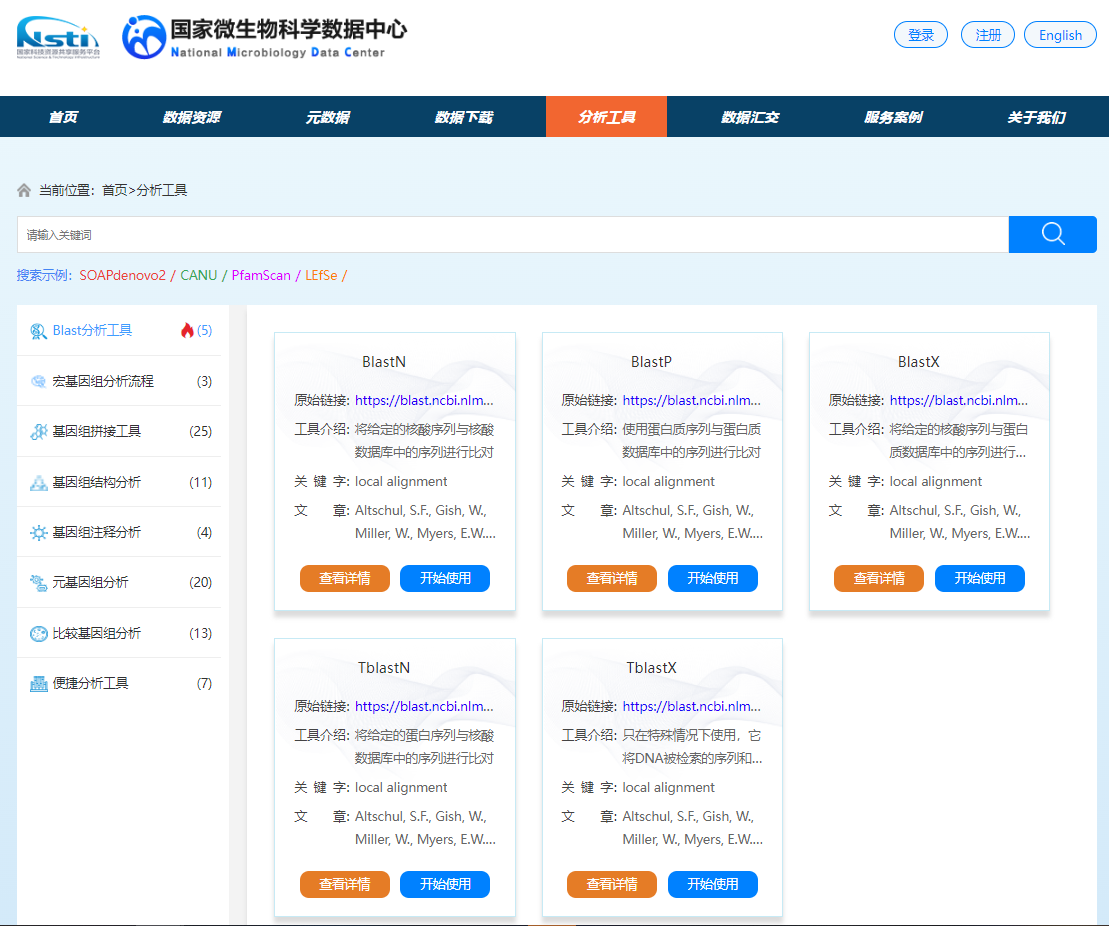 Nsti
国家科技资源共享服务平台
国家微生物科学数据中心
National Microbiology Data Center
登录
注册
English
首页
数据资源
元数据
数据下载
分析工具
数据汇交
服务案例
关于我们
当前位置：首页>分析工具
请输入关键词
搜索示例：SOAPdenovo2 / CANU / PfamScan / LEfSe /
Blast分析工具 (5)
宏基因组分析流程 (3)
基因组拼接工具 (25)
基因组结构分析 (11)
基因组注释分析 (4)
元基因组分析 (20)
比较基因组分析 (13)
便捷分析工具 (7)
BlastN
原始链接: https://blast.ncbi.nlm...
工具介绍: 将给定的核酸序列与核酸
数据库中的序列进行比对
关 键 字: local alignment
文 章: Altschul, S.F., Gish, W.,
Miller, W., Myers, E.W....
查看详情
开始使用
BlastP
原始链接: https://blast.ncbi.nlm...
工具介绍: 使用蛋白质序列与蛋白质
数据库中的序列进行比对
关 键 字: local alignment
文 章: Altschul, S.F., Gish, W.,
Miller, W., Myers, E.W....
查看详情
开始使用
BlastX
原始链接: https://blast.ncbi.nlm...
工具介绍: 将给定的核酸序列与蛋白
质数据库中的序列进行...
关 键 字: local alignment
文 章: Altschul, S.F., Gish, W.,
Miller, W., Myers, E.W....
查看详情
开始使用
TblastN
原始链接: https://blast.ncbi.nlm...
工具介绍: 将给定的蛋白序列与核酸
数据库中的序列进行比对
关 键 字: local alignment
文 章: Altschul, S.F., Gish, W.,
Miller, W., Myers, E.W....
查看详情
开始使用
TblastX
原始链接: https://blast.ncbi.nlm...
工具介绍: 只在特殊情况下使用，它
将DNA被检索的序列和...
关 键 字: local alignment
文 章: Altschul, S.F., Gish, W.,
Miller, W., Myers, E.W....
查看详情
开始使用